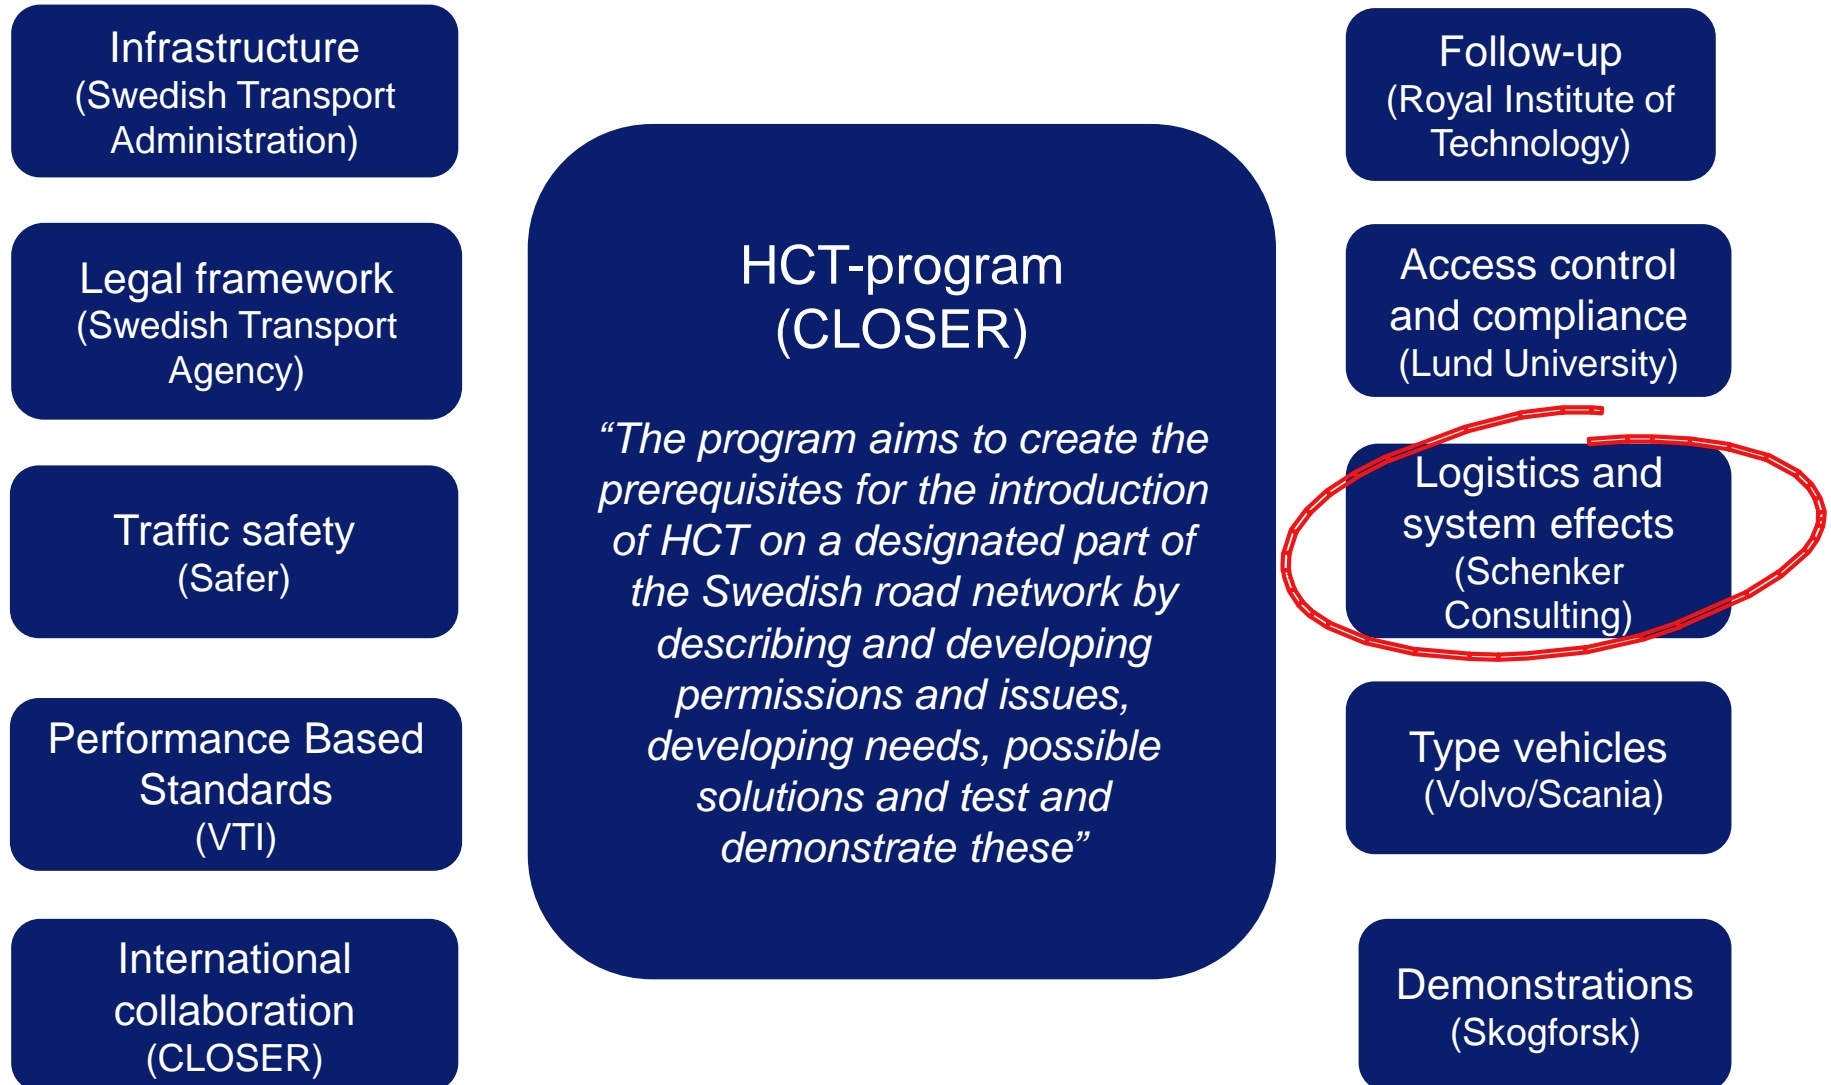 Infrastructure
(Swedish Transport
Administration)
Legal framework
(Swedish Transport
Agency)
Traffic safety
(Safer)
Performance Based
Standards
(VTI)
International
collaboration
(CLOSER)
HCT-program
(CLOSER)
“The program aims to create the
prerequisites for the introduction
of HCT on a designated part of
the Swedish road network by
describing and developing
permissions and issues,
developing needs, possible
solutions and test and
demonstrate these”
Follow-up
(Royal Institute of
Technology)
Access control
and compliance
(Lund University)
Logistics and
system effects
(Schenker
Consulting)
Type vehicles
(Volvo/Scania)
Demonstrations
(Skogforsk)